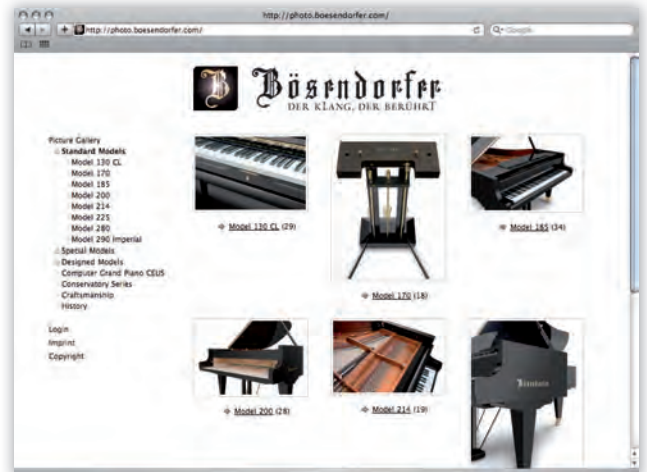 http://photo.boesendorfer.com/
http://photo.boesendorfer.com/
Google
Bösendorfer
DER KLANG, DER BERÜHRT
Picture Gallery
Standard Models
Model 130 CL
Model 170
Model 185
Model 200
Model 214
Model 225
Model 280
Model 290 Imperial
Special Models
Designed Models
Computer Grand Piano CEUS
Conservatory Series
Craftsmanship
History
Login
Imprint
Copyright
Model 130 CL (29)
Model 170 (18)
Model 185 (34)
Model 200 (28)
Model 214 (19)
Bösendorfer